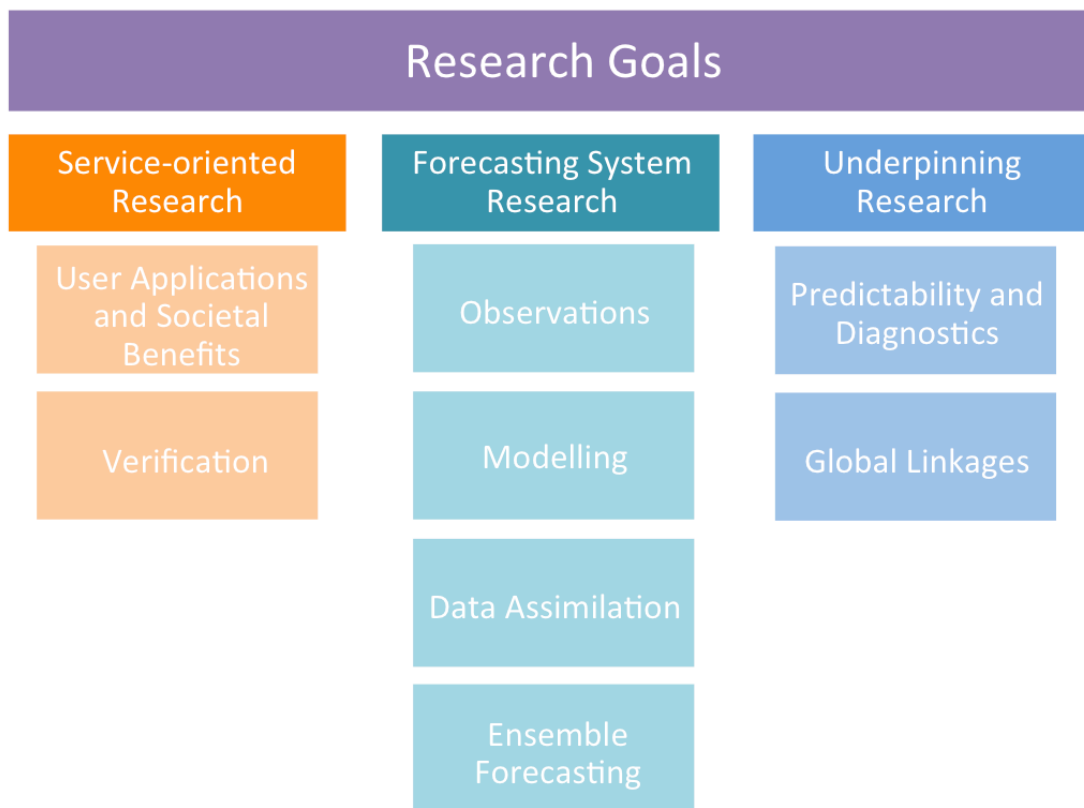 Research Goals
Service-oriented
Research
User Applications
and Societal
Benefits
Verification
Forecasting System
Research
Observations
Modelling
Data Assimilation
Ensemble
Forecasting
Underpinning
Research
Predictability and
Diagnostics
Global Linkages